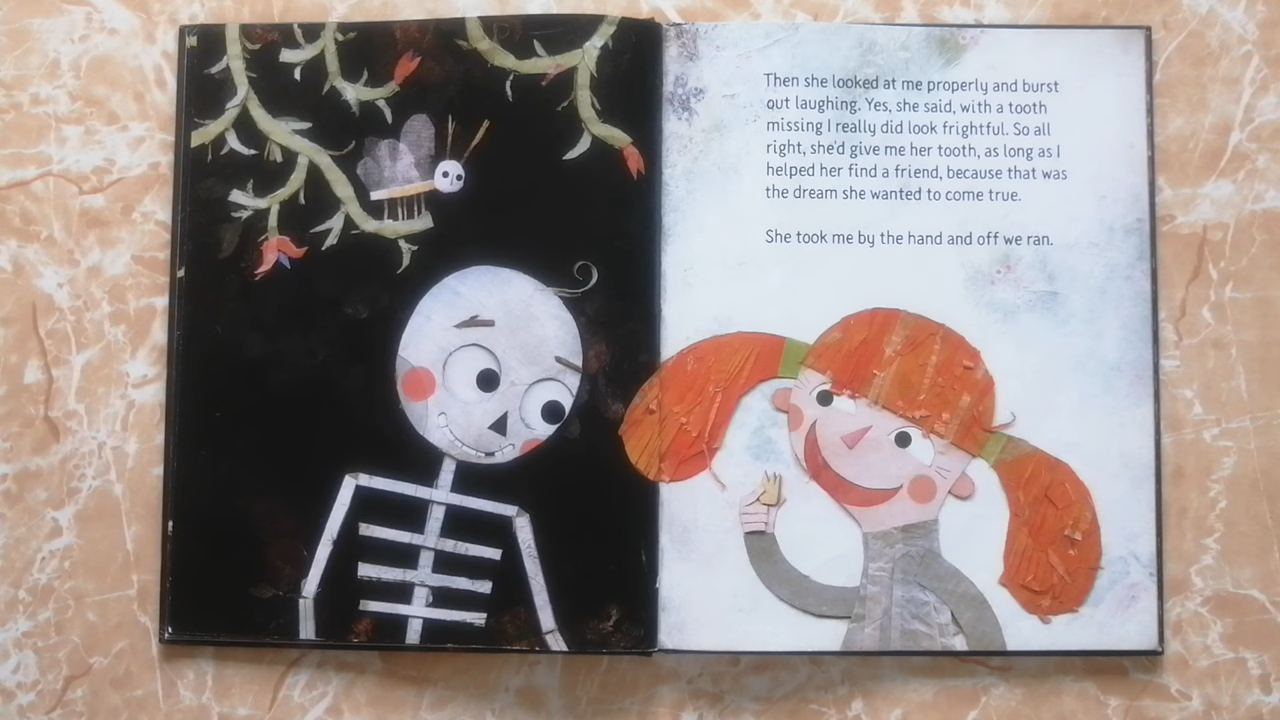 Then she looked at me properly and burst
out laughing. Yes, she said, with a tooth
missing I really did look frightful. So all
right, she'd give me her tooth, as long as I
helped her find a friend, because that was
the dream she wanted to come true.
She took me by the hand and off we ran.